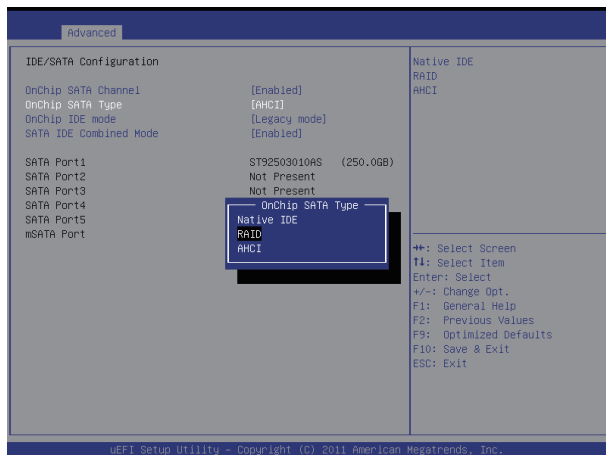 Advanced
IDE/SATA Configuration
OnChip SATA Channel [Enabled]
OnChip SATA Type [AHCI]
OnChip IDE mode [Legacy mode]
SATA IDE Combined Mode [Enabled]
SATA Port1 ST92503010AS (250.0GB)
SATA Port2 Not Present
SATA Port3 Not Present
SATA Port4
SATA Port5
mSATA Port
OnChip SATA Type
Native IDE
RAID
AHCI
Native IDE
RAID
AHCI
→←: Select Screen
↑↓: Select Item
Enter: Select
+/-: Change Opt.
F1: General Help
F2: Previous Values
F9: Optimized Defaults
F10: Save & Exit
ESC: Exit
uEFI Setup Utility - Copyright (C) 2011 American Megatrends, Inc.